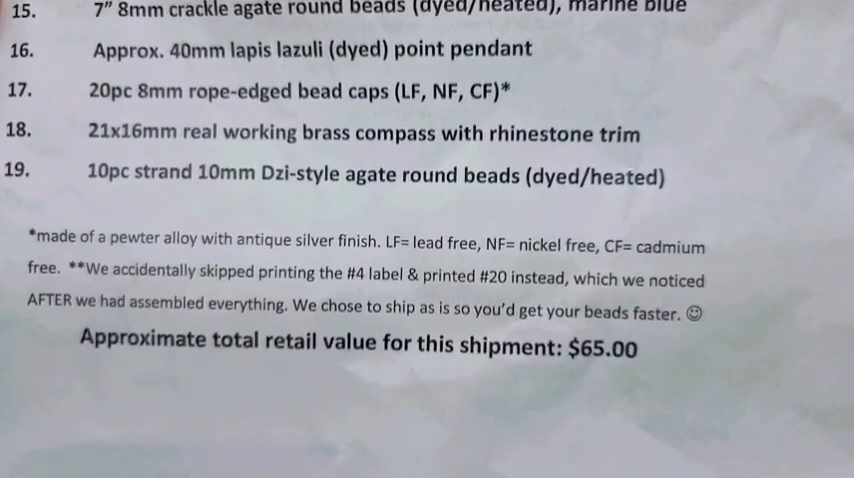 15. 7” 8mm crackle agate round beads (dyed/heated), marine blue
16. Approx. 40mm lapis lazuli (dyed) point pendant
17. 20pc 8mm rope-edged bead caps (LF, NF, CF)*
18. 21x16mm real working brass compass with rhinestone trim
19. 10pc strand 10mm Dzi-style agate round beads (dyed/heated)
*made of a pewter alloy with antique silver finish. LF= lead free, NF= nickel free, CF= cadmium
free. **We accidentally skipped printing the #4 label & printed #20 instead, which we noticed
AFTER we had assembled everything. We chose to ship as is so you’d get your beads faster. ☺
Approximate total retail value for this shipment: $65.00